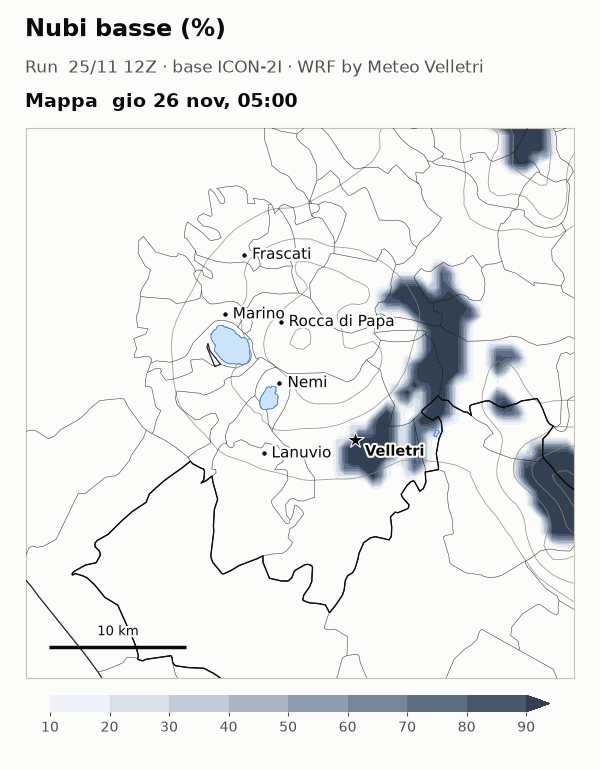 Nubi basse (%)
Run  25/11 12Z · base ICON-2I · WRF by Meteo Velletri
Mappa  gio 26 nov, 05:00
Frascati
Marino
Rocca di Papa
Nemi
Velletri
Lanuvio
10 km
10 20 30 40 50 60 70 80 90